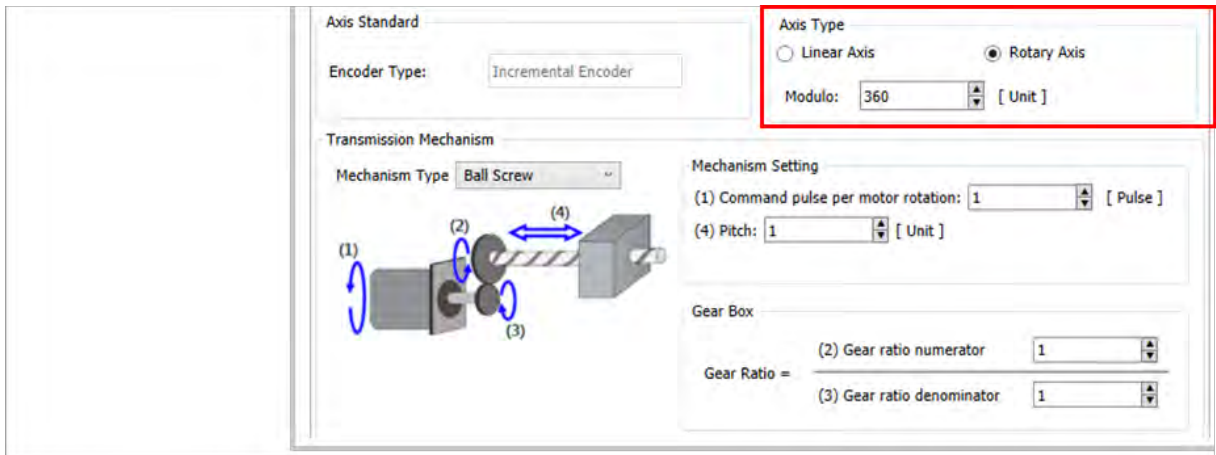 Axis Standard
Encoder Type: Incremental Encoder
Axis Type
Linear Axis Rotary Axis
Modulo: 360 [ Unit ]
Transmission Mechanism
Mechanism Type Ball Screw
(1)
(2)
(4)
(3)
Mechanism Setting
(1) Command pulse per motor rotation: 1 [ Pulse ]
(4) Pitch: 1 [ Unit ]
Gear Box
Gear Ratio =
(2) Gear ratio numerator 1
(3) Gear ratio denominator 1